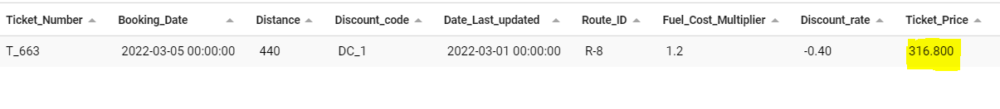 Ticket_Number Booking_Date Distance Discount_code Date_Last_updated Route_ID Fuel_Cost_Multiplier Discount_rate Ticket_Price
T_663 2022-03-05 00:00:00 440 DC_1 2022-03-01 00:00:00 R-8 1.2 -0.40 316.800